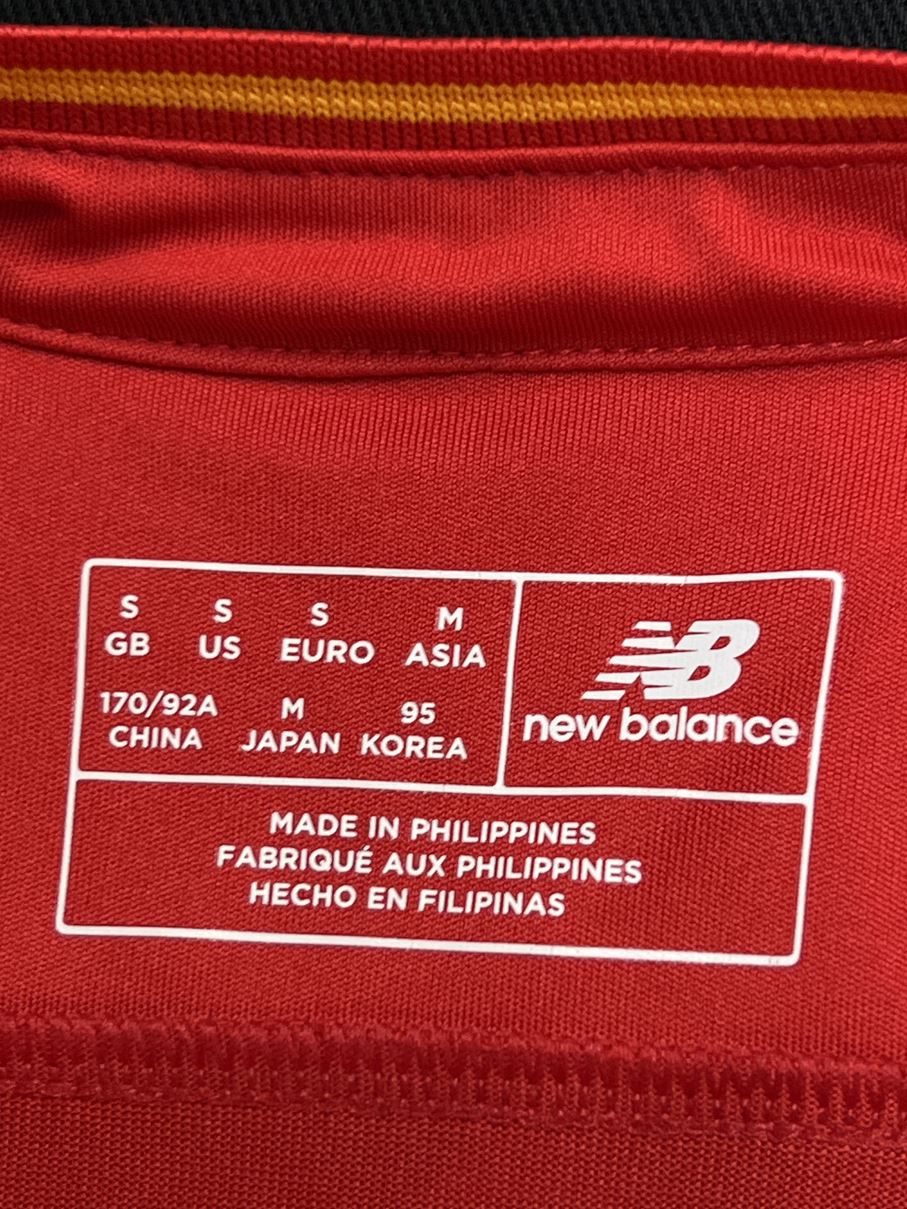 S S S M
GB US EURO ASIA
170/92A M 95
CHINA JAPAN KOREA
NB
new balance
MADE IN PHILIPPINES
FABRIQUÉ AUX PHILIPPINES
HECHO EN FILIPINAS